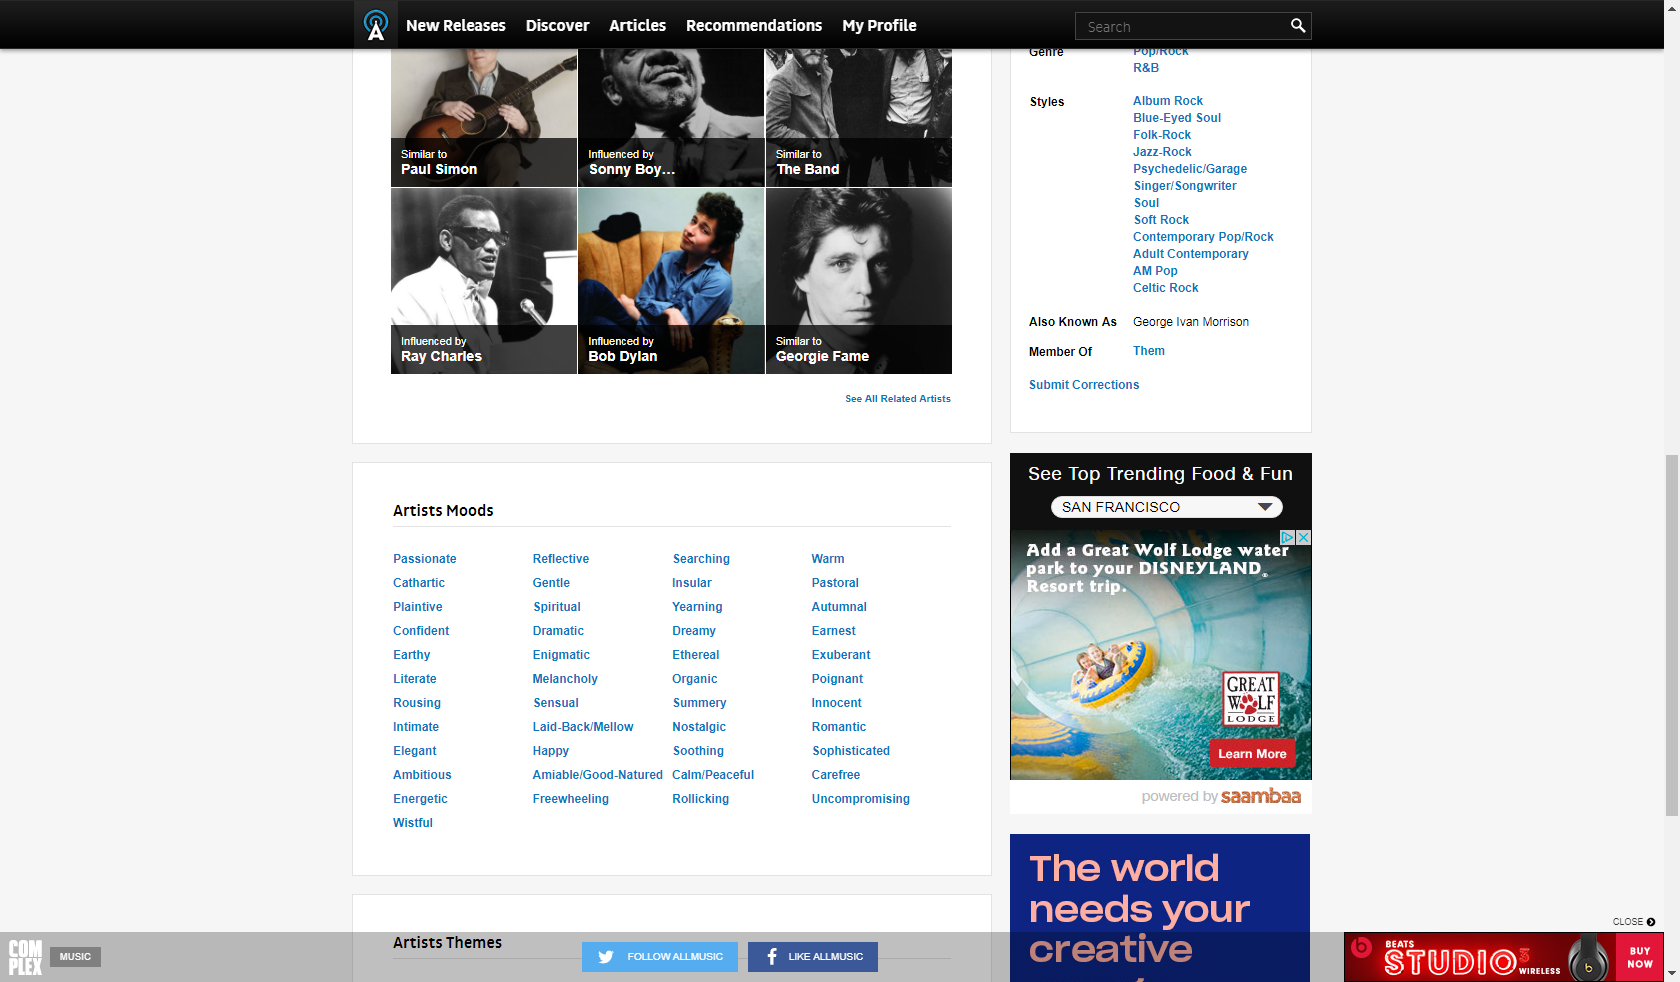 New Releases Discover Articles Recommendations My Profile Search
Similar to
Paul Simon
Influenced by
Sonny Boy...
Similar to
The Band
Influenced by
Ray Charles
Influenced by
Bob Dylan
Similar to
Georgie Fame
See All Related Artists
Genre Pop/Rock
R&B
Styles Album Rock
Blue-Eyed Soul
Folk-Rock
Jazz-Rock
Psychedelic/Garage
Singer/Songwriter
Soul
Soft Rock
Contemporary Pop/Rock
Adult Contemporary
AM Pop
Celtic Rock
Also Known As George Ivan Morrison
Member Of Them
Submit Corrections
Artists Moods
Passionate Reflective Searching Warm
Cathartic Gentle Insular Pastoral
Plaintive Spiritual Yearning Autumnal
Confident Dramatic Dreamy Earnest
Earthy Enigmatic Ethereal Exuberant
Literate Melancholy Organic Poignant
Rousing Sensual Summery Innocent
Intimate Laid-Back/Mellow Nostalgic Romantic
Elegant Happy Soothing Sophisticated
Ambitious Amiable/Good-Natured Calm/Peaceful Carefree
Energetic Freewheeling Rollicking Uncompromising
Wistful
See Top Trending Food & Fun
SAN FRANCISCO
Add a Great Wolf Lodge water
park to your DISNEYLAND®
Resort trip.
GREAT
WOLF
LODGE
Learn More
powered by saambaa
The world
needs your
creative
Artists Themes
COM
PLEX
MUSIC
FOLLOW ALLMUSIC
LIKE ALLMUSIC
CLOSE
BEATS
STUDIO3
WIRELESS
BUY
NOW